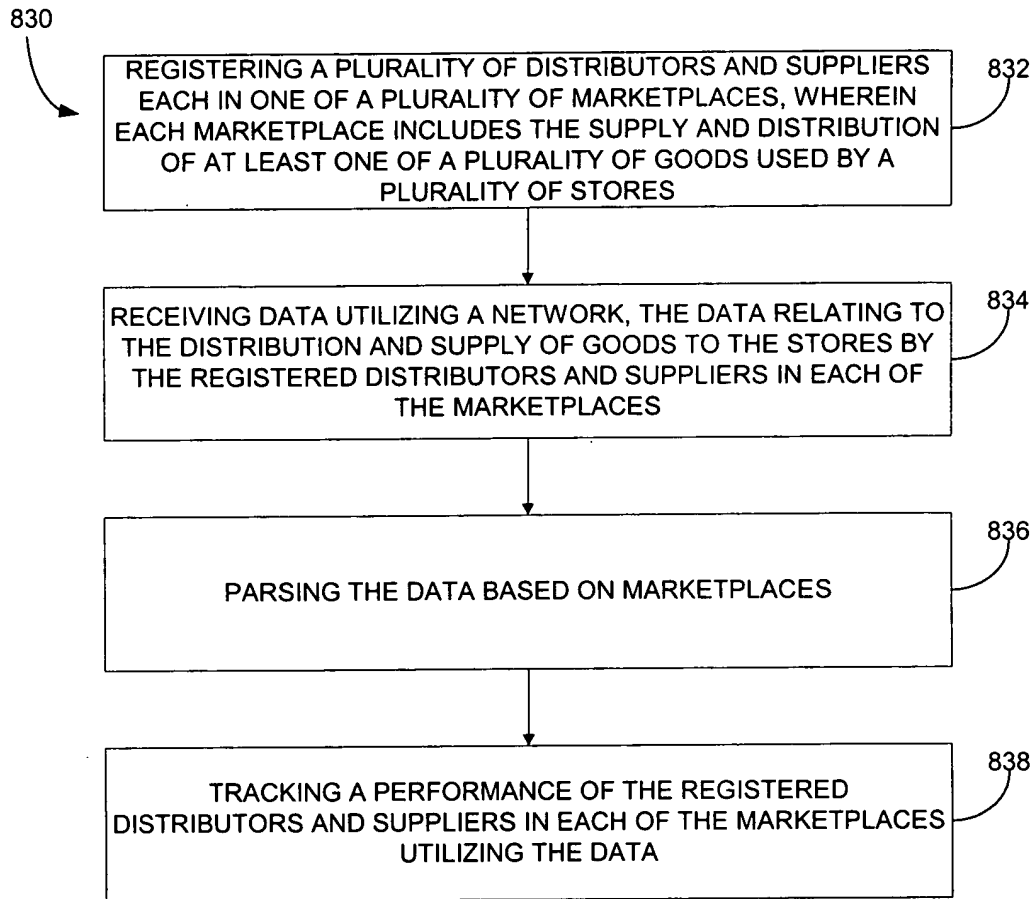 830
REGISTERING A PLURALITY OF DISTRIBUTORS AND SUPPLIERS
EACH IN ONE OF A PLURALITY OF MARKETPLACES, WHEREIN
EACH MARKETPLACE INCLUDES THE SUPPLY AND DISTRIBUTION
OF AT LEAST ONE OF A PLURALITY OF GOODS USED BY A
PLURALITY OF STORES
832
RECEIVING DATA UTILIZING A NETWORK, THE DATA RELATING TO
THE DISTRIBUTION AND SUPPLY OF GOODS TO THE STORES BY
THE REGISTERED DISTRIBUTORS AND SUPPLIERS IN EACH OF
THE MARKETPLACES
834
PARSING THE DATA BASED ON MARKETPLACES
836
TRACKING A PERFORMANCE OF THE REGISTERED
DISTRIBUTORS AND SUPPLIERS IN EACH OF THE MARKETPLACES
UTILIZING THE DATA
838